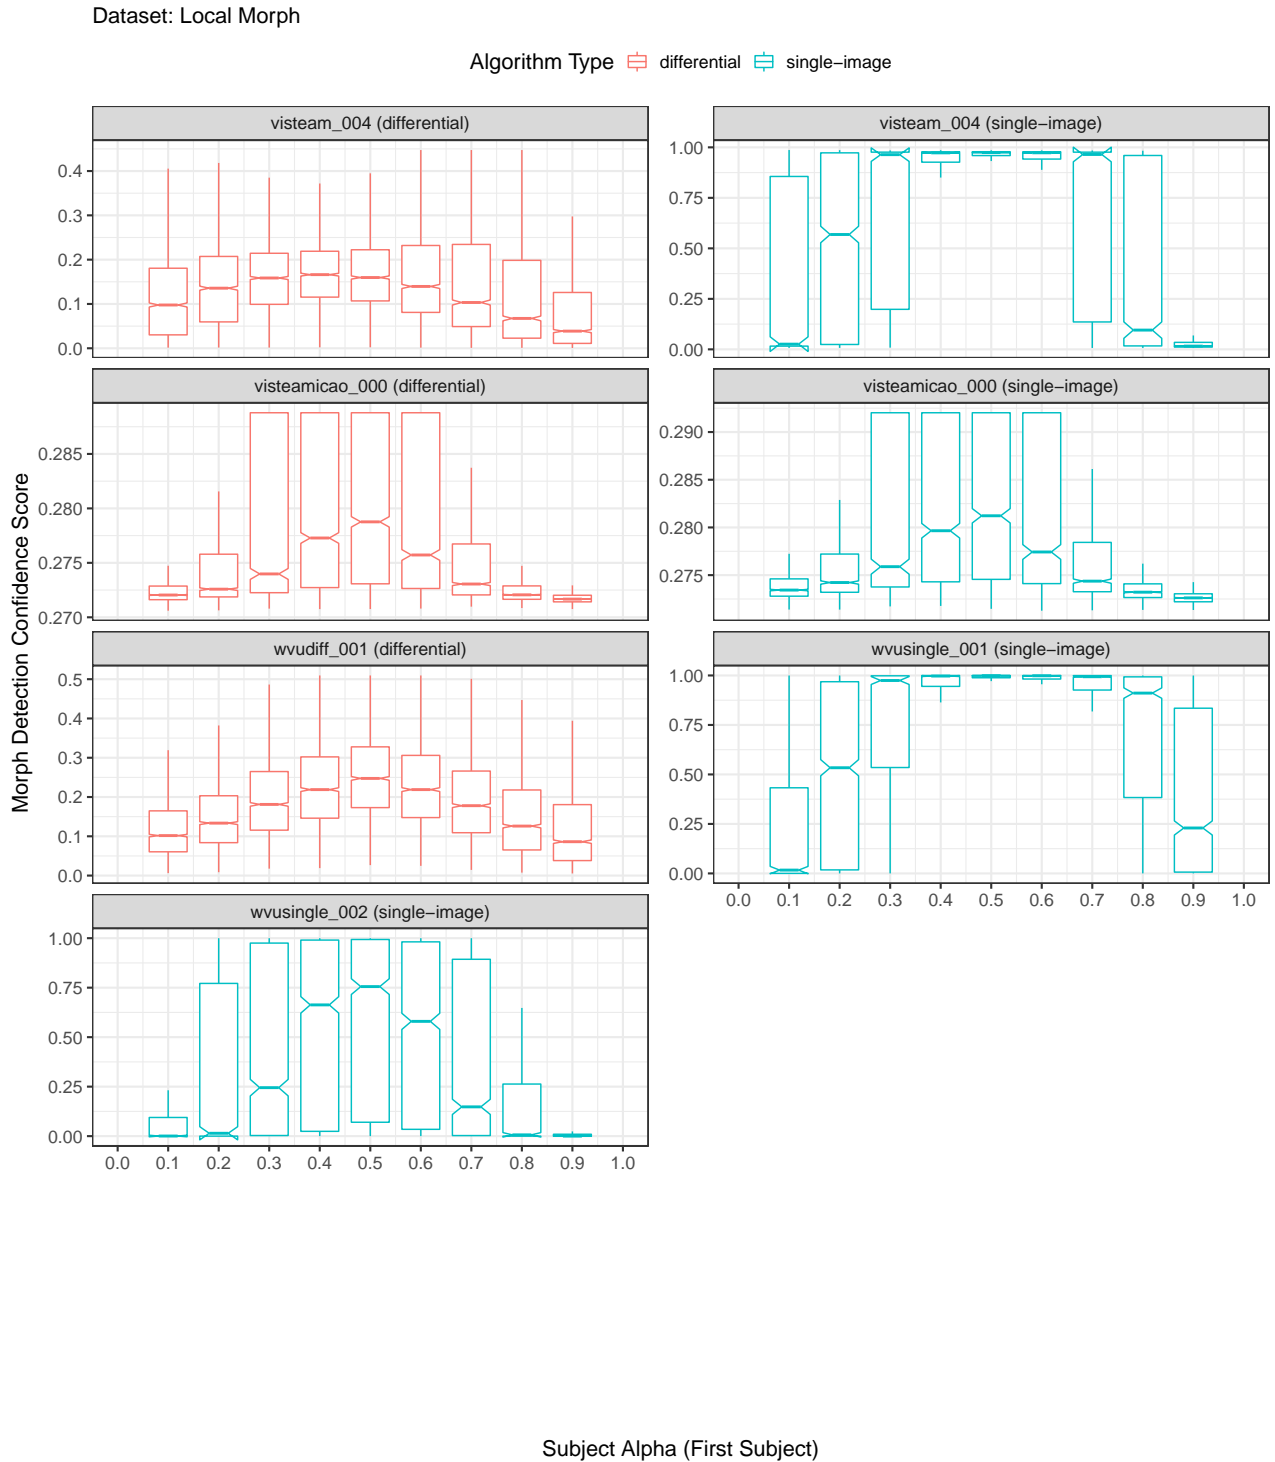 Dataset: Local Morph
Algorithm Type differential single−image
visteam_004 (differential)
0.4
0.3
0.2
0.1
0.0
visteam_004 (single−image)
1.00
0.75
0.50
0.25
0.00
visteamicao_000 (differential)
0.285
0.280
0.275
0.270
visteamicao_000 (single−image)
0.290
0.285
0.280
0.275
wvudiff_001 (differential)
0.5
0.4
0.3
0.2
0.1
0.0
wvusingle_001 (single−image)
1.00
0.75
0.50
0.25
0.00
0.0 0.1 0.2 0.3 0.4 0.5 0.6 0.7 0.8 0.9 1.0
wvusingle_002 (single−image)
1.00
0.75
0.50
0.25
0.00
0.0 0.1 0.2 0.3 0.4 0.5 0.6 0.7 0.8 0.9 1.0
Morph Detection Confidence Score
Subject Alpha (First Subject)